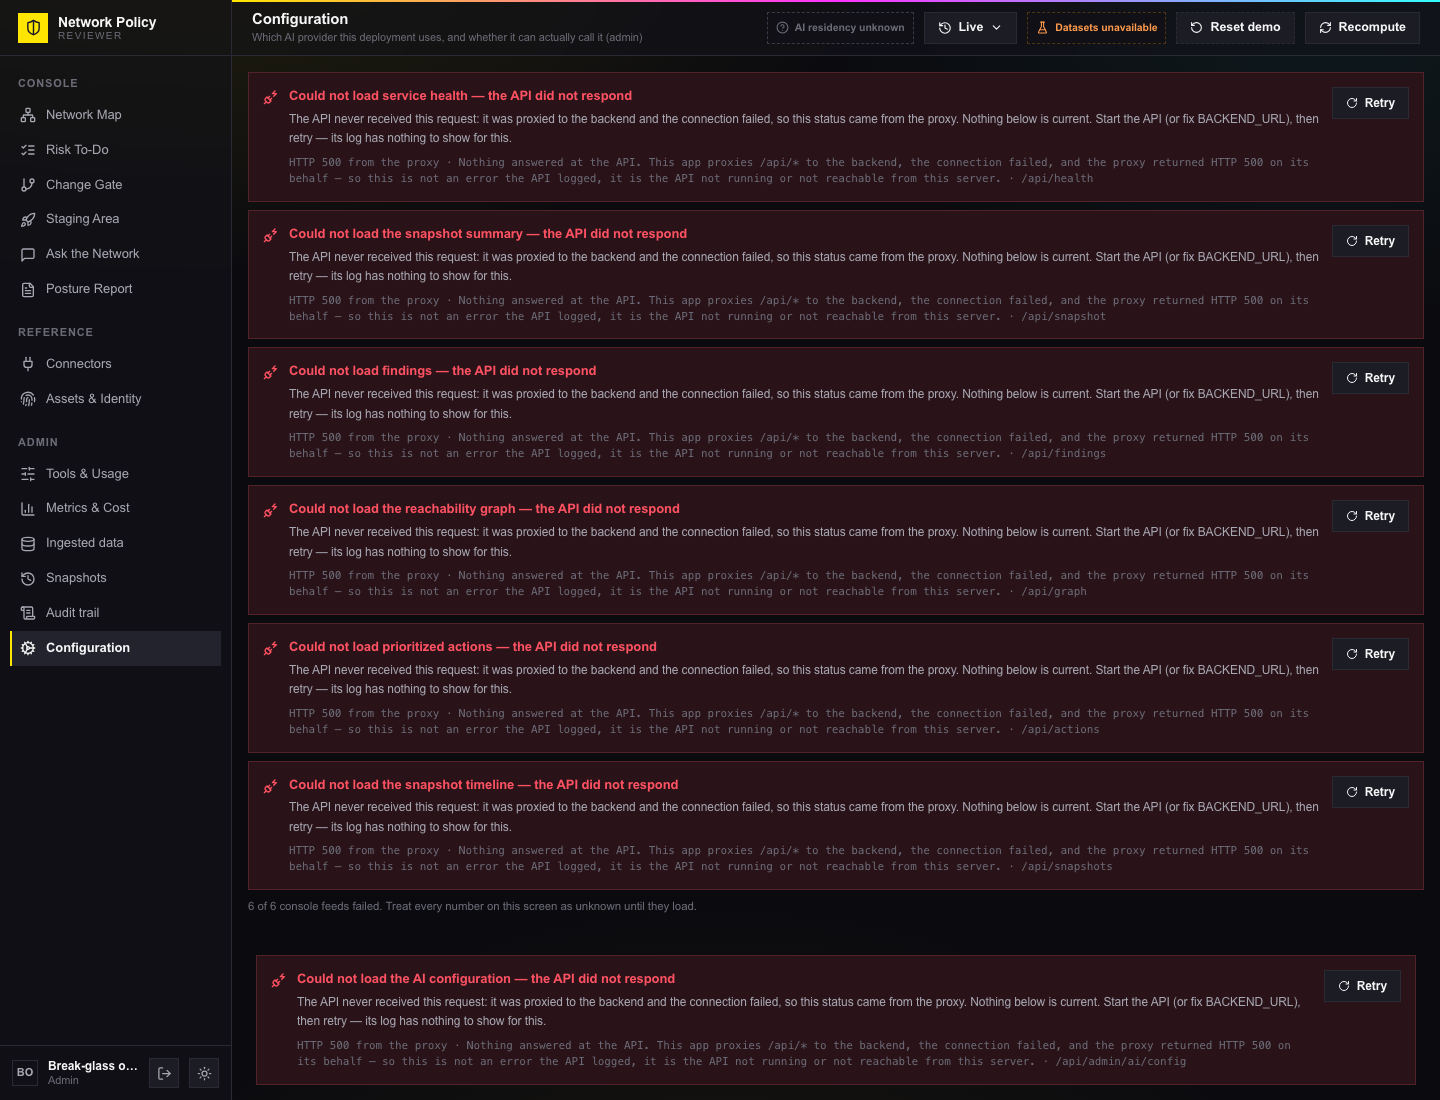 Network Policy
REVIEWER
Configuration
Which AI provider this deployment uses, and whether it can actually call it (admin)
AI residency unknown
Live
Datasets unavailable
Reset demo
Recompute
CONSOLE
Network Map
Risk To-Do
Change Gate
Staging Area
Ask the Network
Posture Report
REFERENCE
Connectors
Assets & Identity
ADMIN
Tools & Usage
Metrics & Cost
Ingested data
Snapshots
Audit trail
Configuration
BO
Break-glass o...
Admin
Could not load service health — the API did not respond
The API never received this request: it was proxied to the backend and the connection failed, so this status came from the proxy. Nothing below is current. Start the API (or fix BACKEND_URL), then
retry — its log has nothing to show for this.
HTTP 500 from the proxy · Nothing answered at the API. This app proxies /api/* to the backend, the connection failed, and the proxy returned HTTP 500 on its
behalf — so this is not an error the API logged, it is the API not running or not reachable from this server. · /api/health
Retry
Could not load the snapshot summary — the API did not respond
The API never received this request: it was proxied to the backend and the connection failed, so this status came from the proxy. Nothing below is current. Start the API (or fix BACKEND_URL), then
retry — its log has nothing to show for this.
HTTP 500 from the proxy · Nothing answered at the API. This app proxies /api/* to the backend, the connection failed, and the proxy returned HTTP 500 on its
behalf — so this is not an error the API logged, it is the API not running or not reachable from this server. · /api/snapshot
Retry
Could not load findings — the API did not respond
The API never received this request: it was proxied to the backend and the connection failed, so this status came from the proxy. Nothing below is current. Start the API (or fix BACKEND_URL), then
retry — its log has nothing to show for this.
HTTP 500 from the proxy · Nothing answered at the API. This app proxies /api/* to the backend, the connection failed, and the proxy returned HTTP 500 on its
behalf — so this is not an error the API logged, it is the API not running or not reachable from this server. · /api/findings
Retry
Could not load the reachability graph — the API did not respond
The API never received this request: it was proxied to the backend and the connection failed, so this status came from the proxy. Nothing below is current. Start the API (or fix BACKEND_URL), then
retry — its log has nothing to show for this.
HTTP 500 from the proxy · Nothing answered at the API. This app proxies /api/* to the backend, the connection failed, and the proxy returned HTTP 500 on its
behalf — so this is not an error the API logged, it is the API not running or not reachable from this server. · /api/graph
Retry
Could not load prioritized actions — the API did not respond
The API never received this request: it was proxied to the backend and the connection failed, so this status came from the proxy. Nothing below is current. Start the API (or fix BACKEND_URL), then
retry — its log has nothing to show for this.
HTTP 500 from the proxy · Nothing answered at the API. This app proxies /api/* to the backend, the connection failed, and the proxy returned HTTP 500 on its
behalf — so this is not an error the API logged, it is the API not running or not reachable from this server. · /api/actions
Retry
Could not load the snapshot timeline — the API did not respond
The API never received this request: it was proxied to the backend and the connection failed, so this status came from the proxy. Nothing below is current. Start the API (or fix BACKEND_URL), then
retry — its log has nothing to show for this.
HTTP 500 from the proxy · Nothing answered at the API. This app proxies /api/* to the backend, the connection failed, and the proxy returned HTTP 500 on its
behalf — so this is not an error the API logged, it is the API not running or not reachable from this server. · /api/snapshots
Retry
6 of 6 console feeds failed. Treat every number on this screen as unknown until they load.
Could not load the AI configuration — the API did not respond
The API never received this request: it was proxied to the backend and the connection failed, so this status came from the proxy. Nothing below is current. Start the API (or fix BACKEND_URL),
then retry — its log has nothing to show for this.
HTTP 500 from the proxy · Nothing answered at the API. This app proxies /api/* to the backend, the connection failed, and the proxy returned HTTP 500 on
its behalf — so this is not an error the API logged, it is the API not running or not reachable from this server. · /api/admin/ai/config
Retry